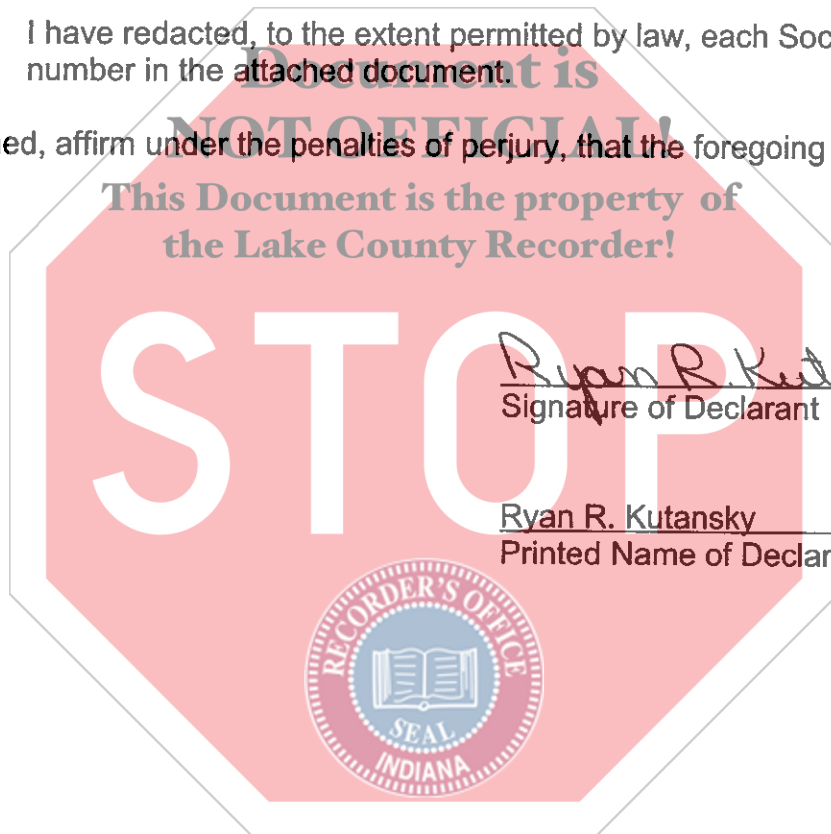 I have redacted, to the extent permitted by law, each Soc
number in the attached document.
Document is
ed, affirm under the penalties of perjury, that the foregoing
NOT OFFICIAL!
This Document is the property of
the Lake County Recorder!
STOP
Ryan R. Kut
Signature of Declarant
Ryan R. Kutansky
Printed Name of Declar
RECORDER'S OFFICE
SEAL
INDIANA